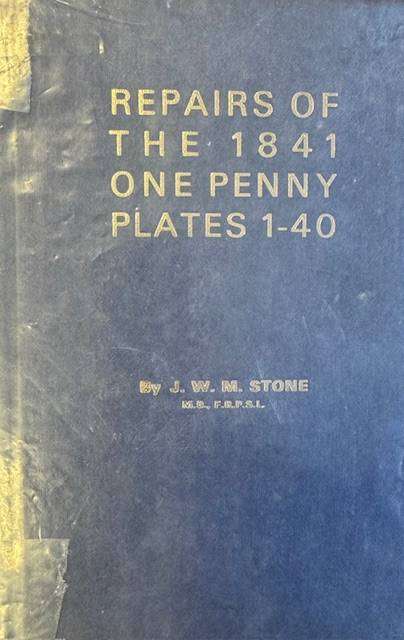 REPAIRS OF
THE 1841
ONE PENNY
PLATES 1-40
By J. W. M. STONE
M.B., F.R.P.S.L.